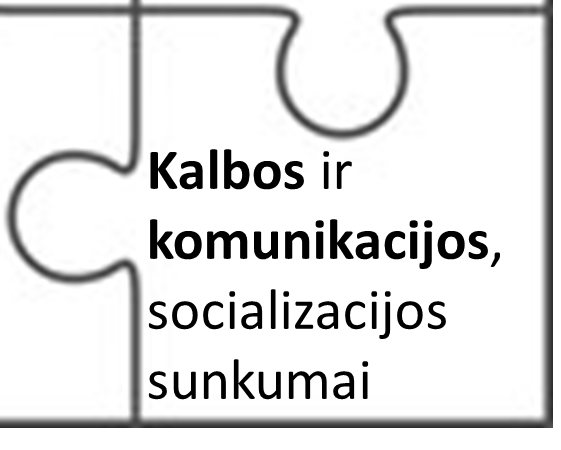 Kalbos ir
komunikacijos,
socializacijos
sunkumai